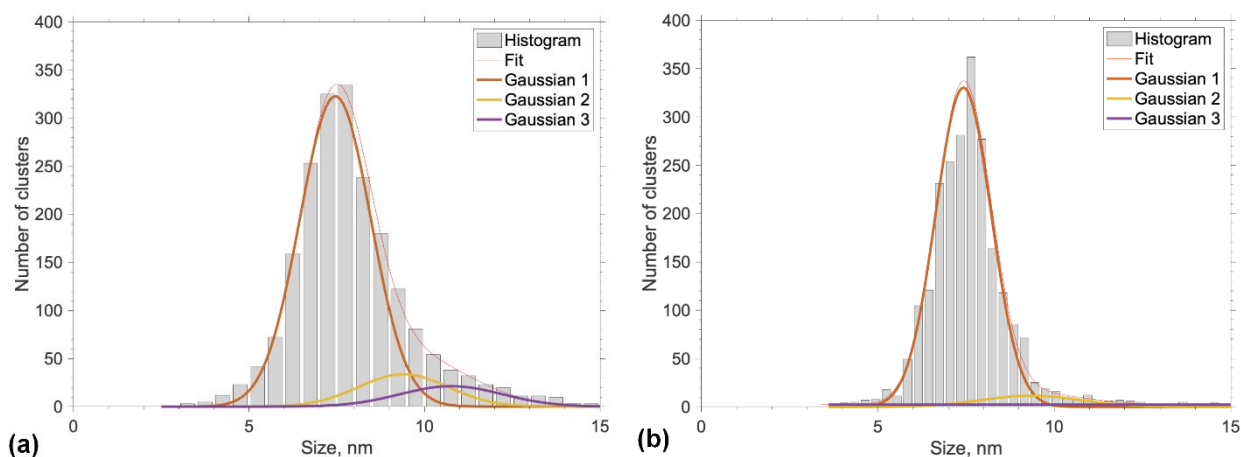 400
350
300
250
200
150
100
50
0
Number of clusters
Histogram
Fit
Gaussian 1
Gaussian 2
Gaussian 3
0 5 10 15
Size, nm
(a)
400
350
300
250
200
150
100
50
0
Number of clusters
Histogram
Fit
Gaussian 1
Gaussian 2
Gaussian 3
0 5 10 15
Size, nm
(b)